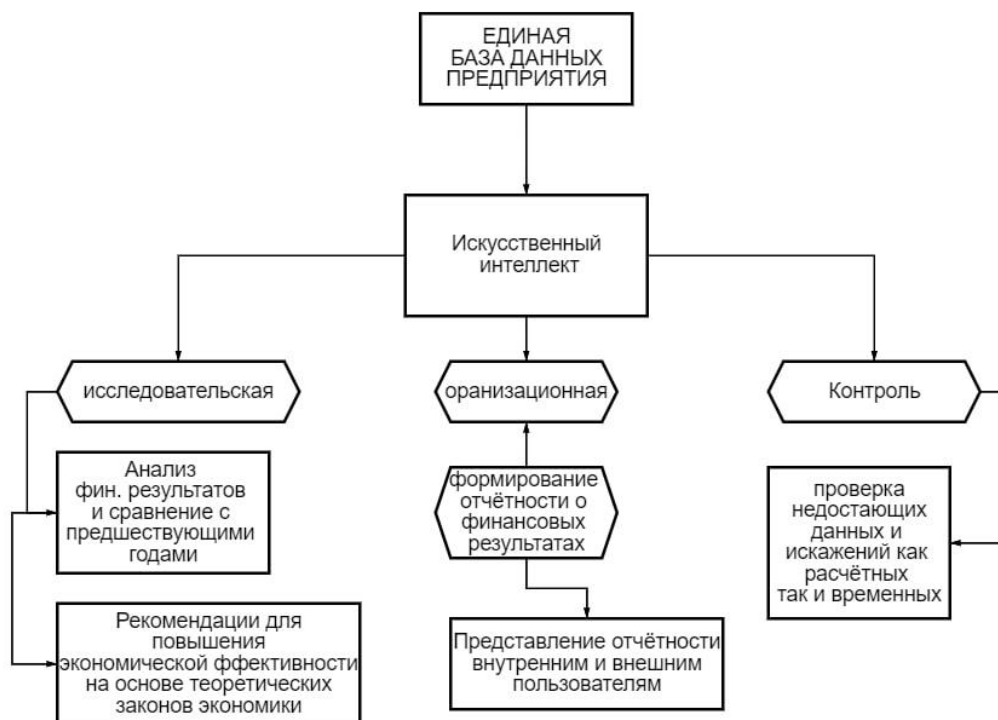 ЕДИНАЯ
БАЗА ДАННЫХ
ПРЕДПРИЯТИЯ
Искусственный
интеллект
исследовательская
оранизационная
Контроль
Анализ
фин. результатов
и сравнение с
предшествующими
годами
формирование
отчётности о
финансовых
результатах
проверка
недостающих
данных и
искажений как
расчётных
так и временных
Рекомендации для
повышения
экономической ффективности
на основе теоретических
законов экономики
Представление отчётности
внутренним и внешним
пользователям